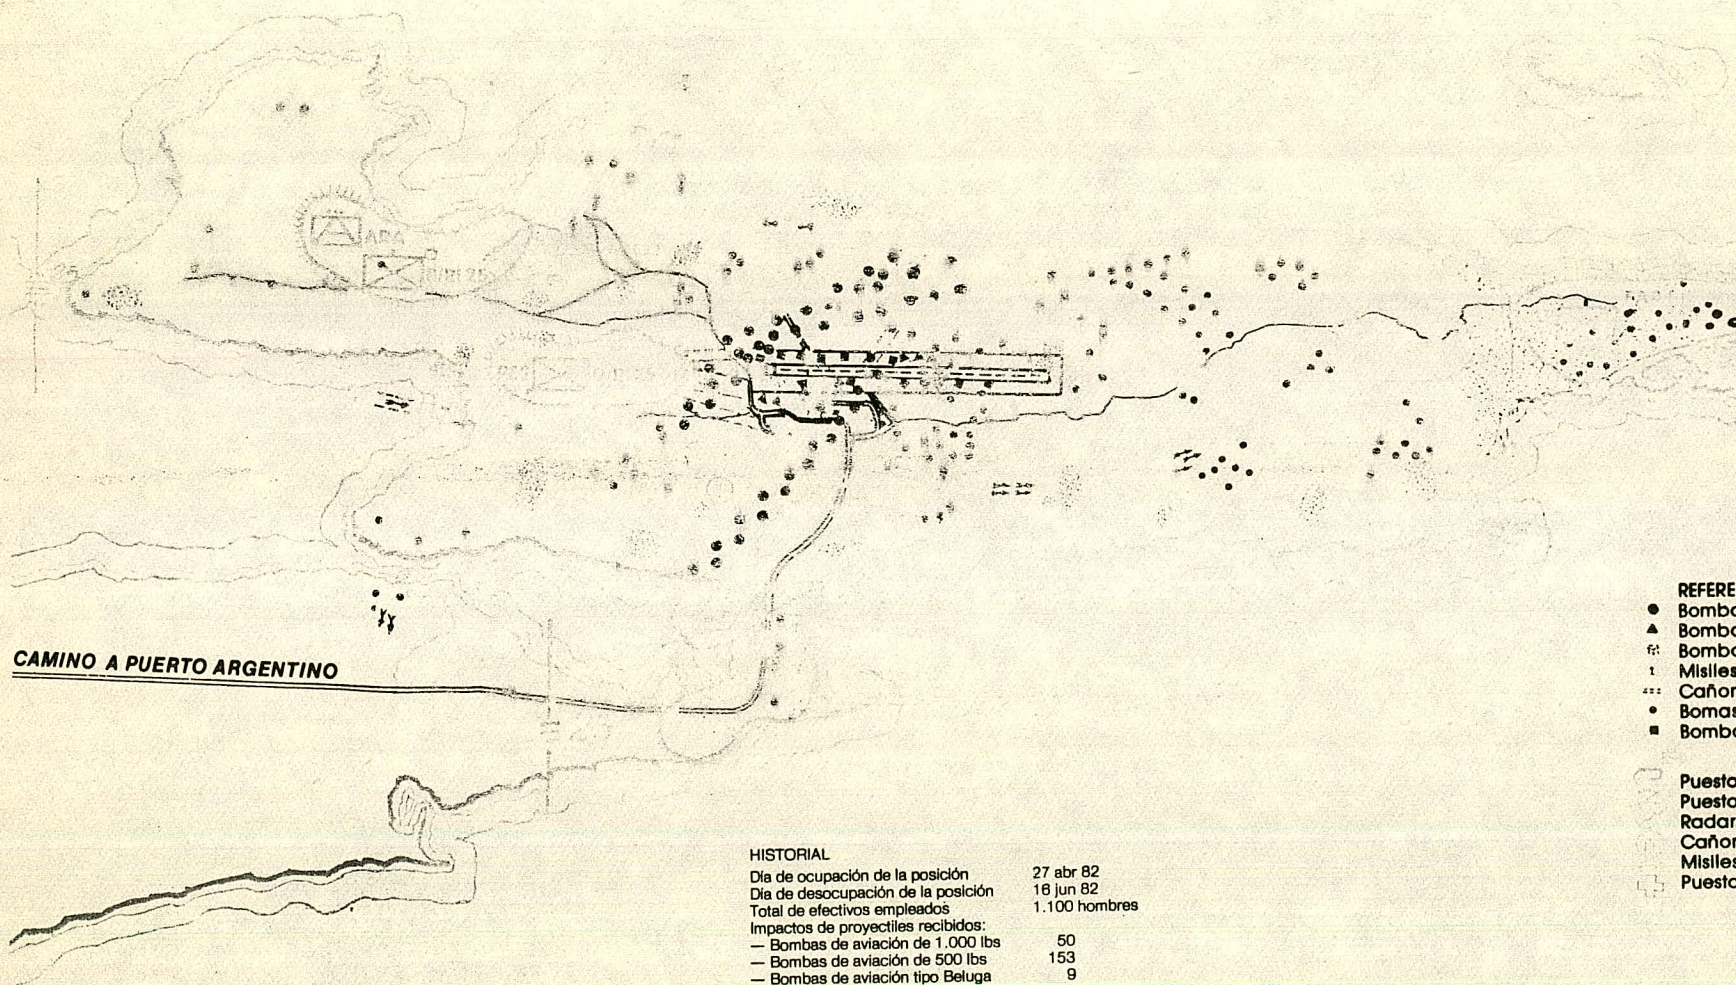 ADA
CAMINO A PUERTO ARGENTINO
REFERE
Bomba
Bomba
Bomba
Misiles
Cañon
Bomas
Bomba
Puesto
Puesto
Radar
Cañon
Misiles
Puesto
HISTORIAL
Día de ocupación de la posición 27 abr 82
Día de desocupación de la posición 16 jun 82
Total de efectivos empleados 1.100 hombres
Impactos de proyectiles recibidos:
— Bombas de aviación de 1.000 lbs 50
— Bombas de aviación de 500 lbs 153
— Bombas de aviación tipo Beluga 9